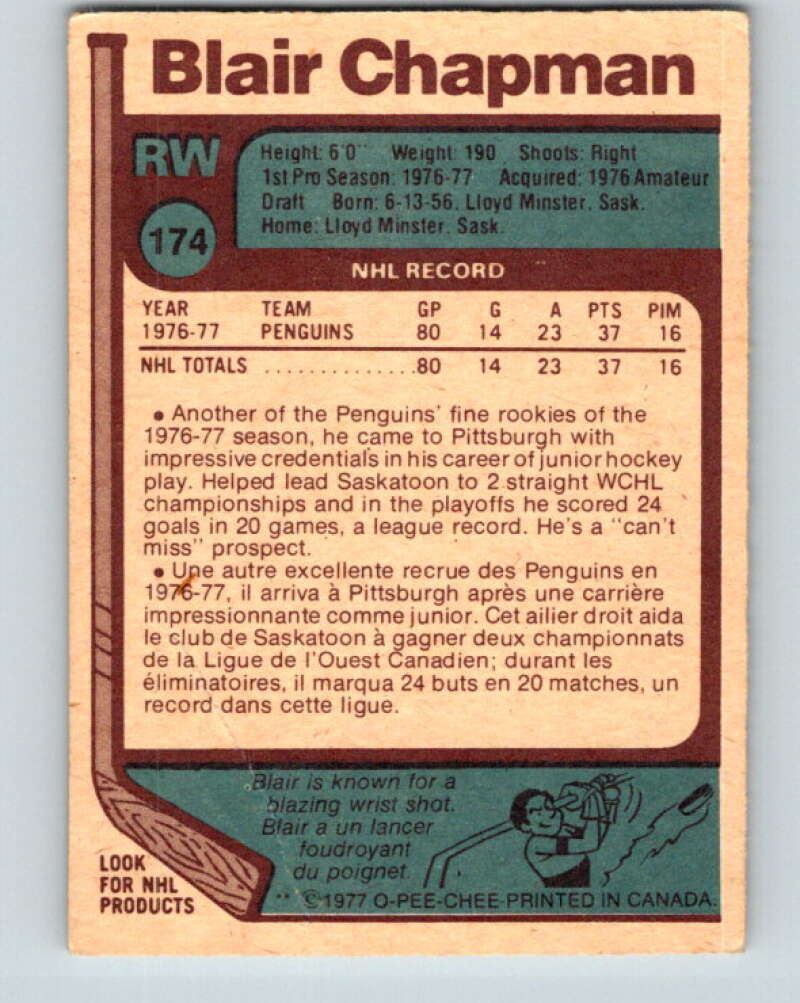 Blair Chapman
RW
174
Height: 6'0" Weight: 190 Shoots: Right
1st Pro Season: 1976-77 Acquired: 1976 Amateur
Draft Born: 6-13-56, Lloyd Minster, Sask.
Home: Lloyd Minster, Sask.
NHL RECORD
YEAR TEAM GP G A PTS PIM
1976-77 PENGUINS 80 14 23 37 16
NHL TOTALS ...............80 14 23 37 16
• Another of the Penguins' fine rookies of the
1976-77 season, he came to Pittsburgh with
impressive credentials in his career of junior hockey
play. Helped lead Saskatoon to 2 straight WCHL
championships and in the playoffs he scored 24
goals in 20 games, a league record. He's a "can't
miss" prospect.
• Une autre excellente recrue des Penguins en
1976-77, il arriva à Pittsburgh après une carrière
impressionnante comme junior. Cet ailier droit aida
le club de Saskatoon à gagner deux championnats
de la Ligue de l'Ouest Canadien; durant les
éliminatoires, il marqua 24 buts en 20 matches, un
record dans cette ligue.
Blair is known for a
blazing wrist shot.
Blair a un lancer
foudroyant
du poignet.
LOOK
FOR NHL
PRODUCTS
** ©1977 O-PEE-CHEE-PRINTED IN CANADA.